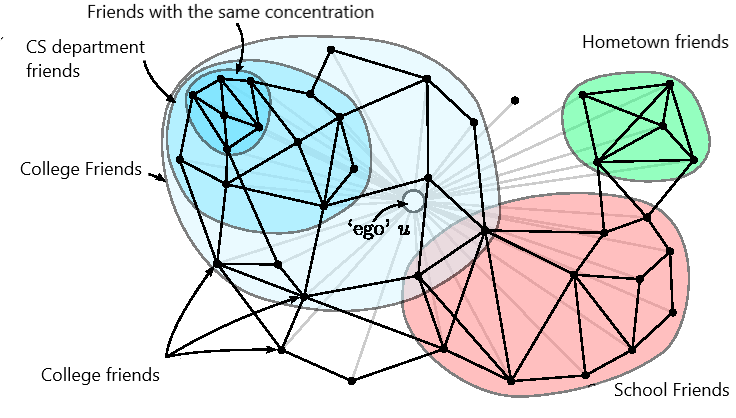 Friends with the same concentration
CS department
friends
Hometown friends
College Friends
‘ego’ u
College friends
School Friends